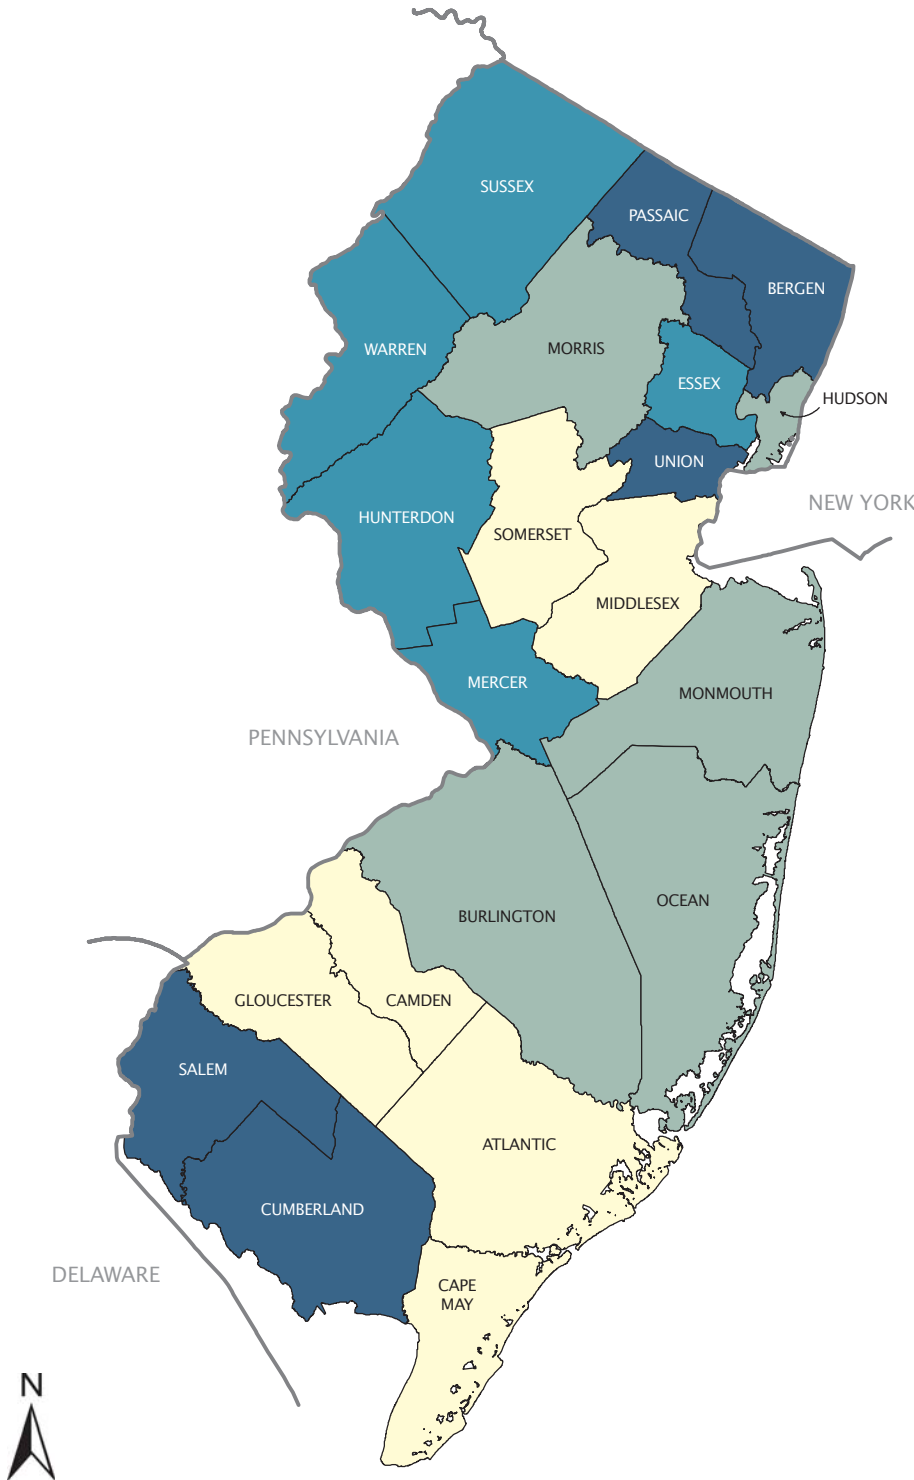 SUSSEX
PASSAIC
BERGEN
WARREN
MORRIS
ESSEX
HUDSON
UNION
NEW YORK
HUNTERDON
SOMERSET
MIDDLESEX
MERCER
MONMOUTH
PENNSYLVANIA
OCEAN
BURLINGTON
GLOUCESTER
CAMDEN
SALEM
ATLANTIC
CUMBERLAND
DELAWARE
CAPE
MAY
N